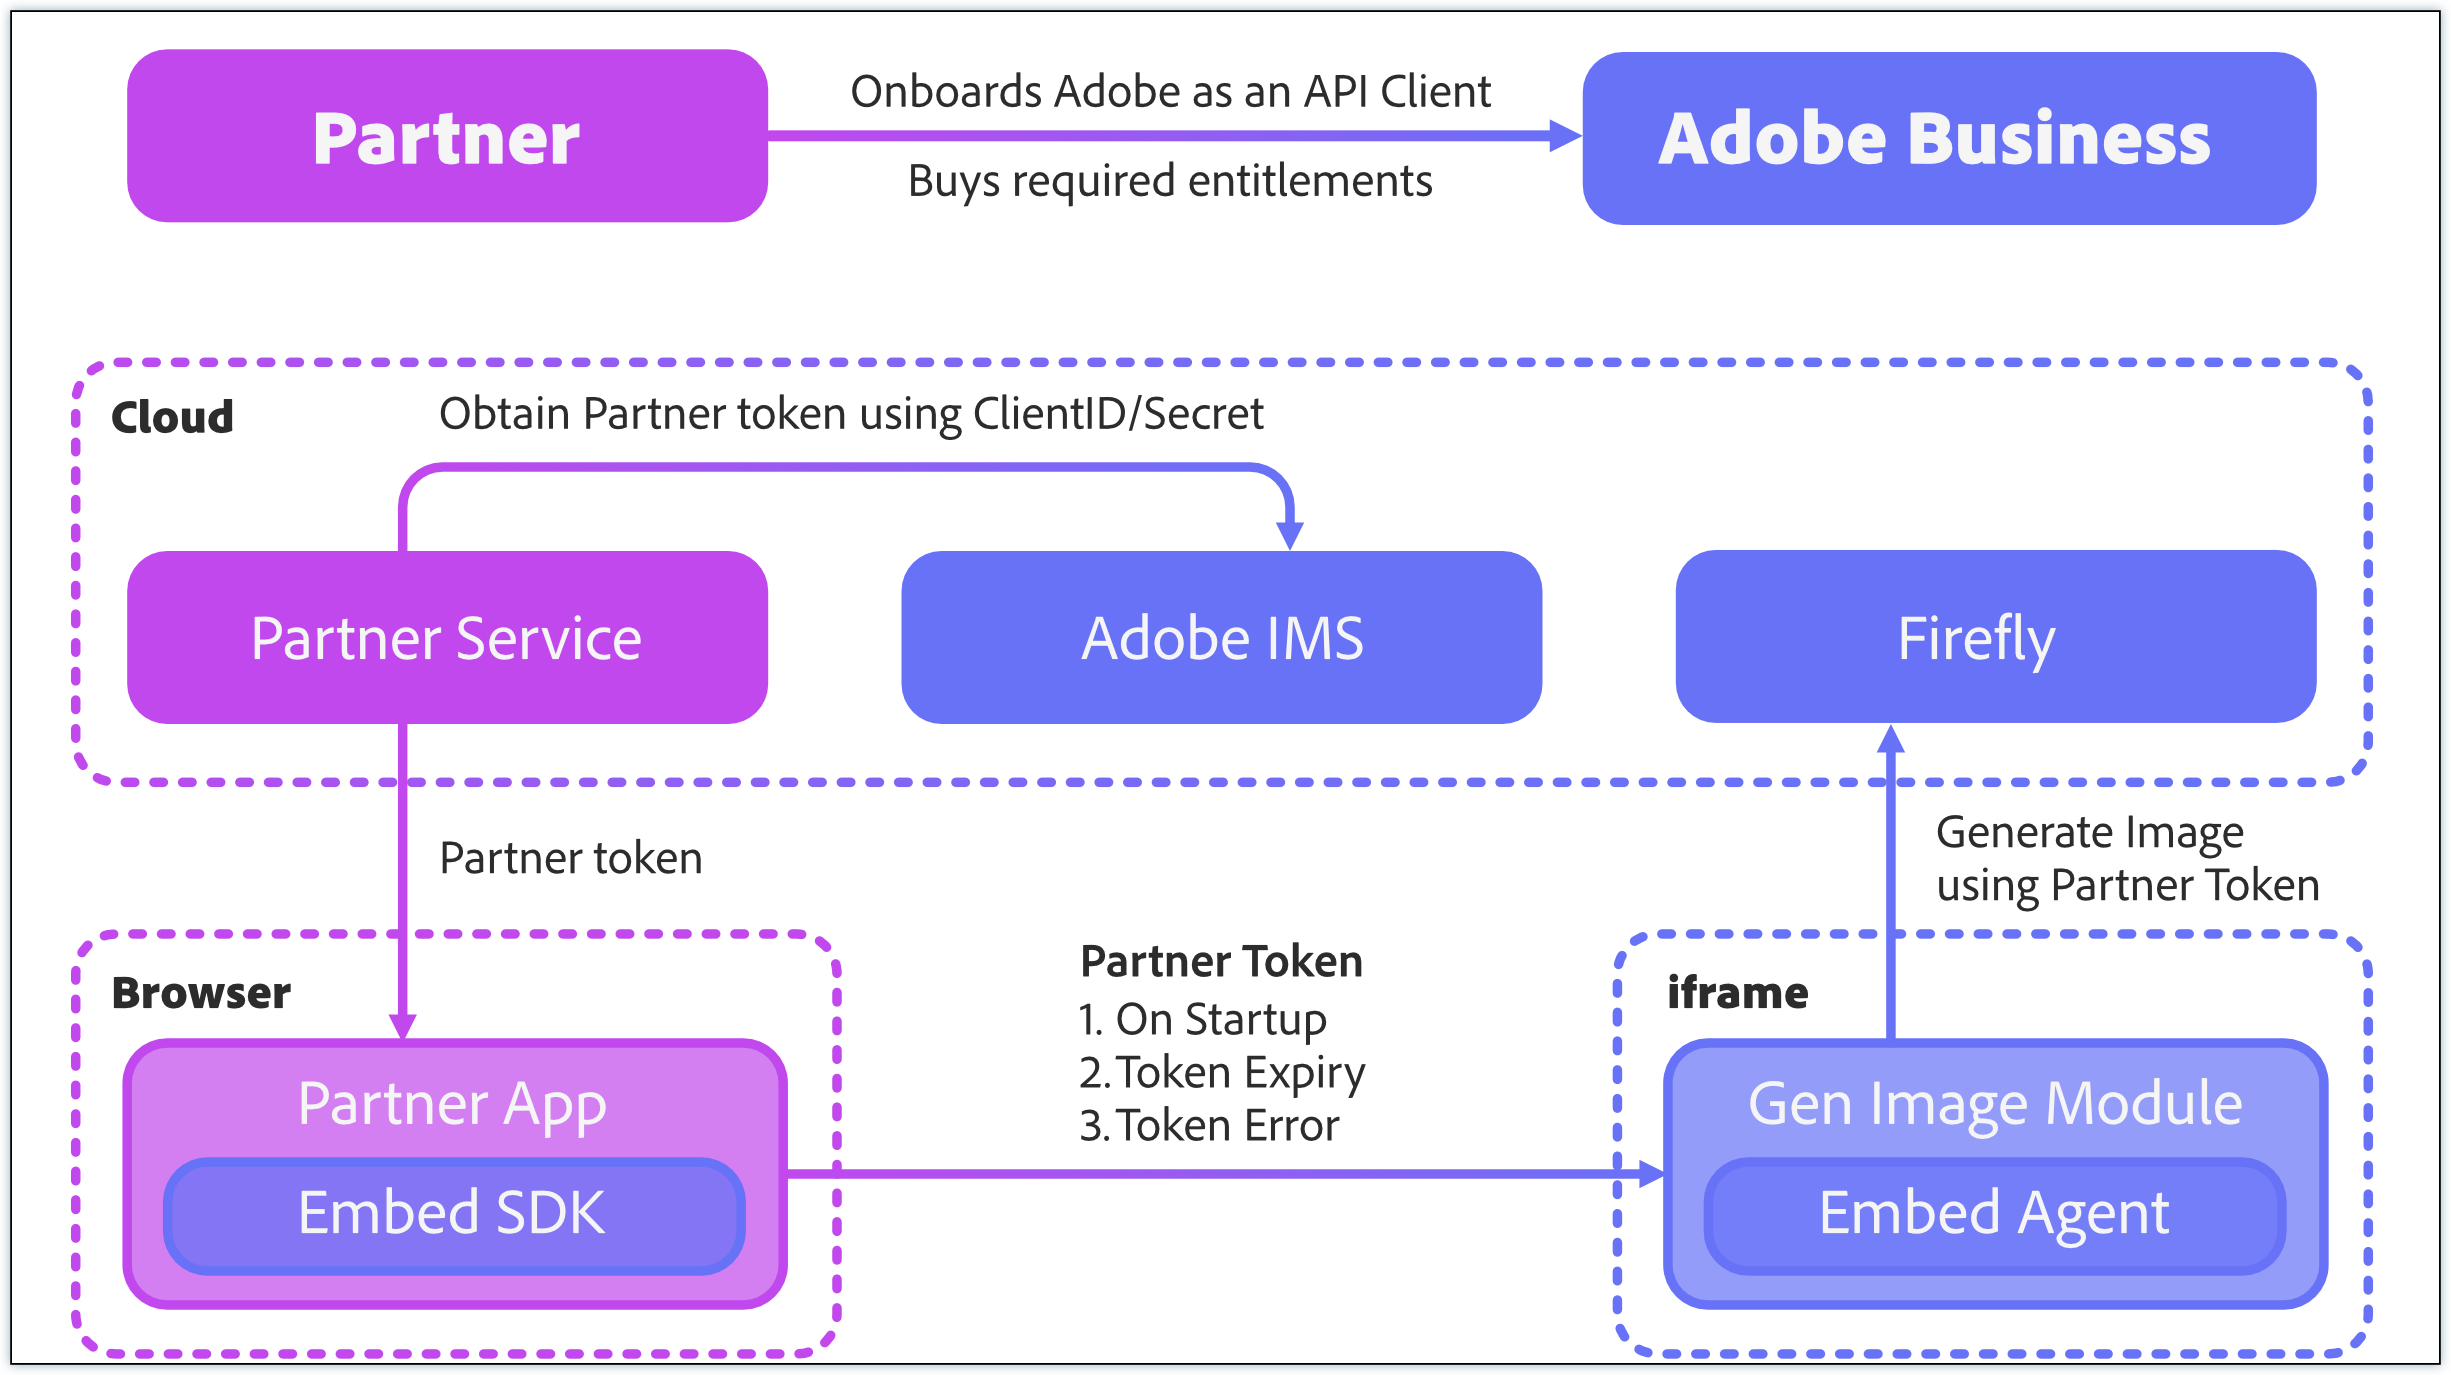 Partner
Onboards Adobe as an API Client
Buys required entitlements
Adobe Business
Cloud
Obtain Partner token using ClientID/Secret
Partner Service
Adobe IMS
Firefly
Partner token
Generate Image
using Partner Token
Browser
Partner App
Embed SDK
Partner Token
1. On Startup
2. Token Expiry
3. Token Error
iframe
Gen Image Module
Embed Agent